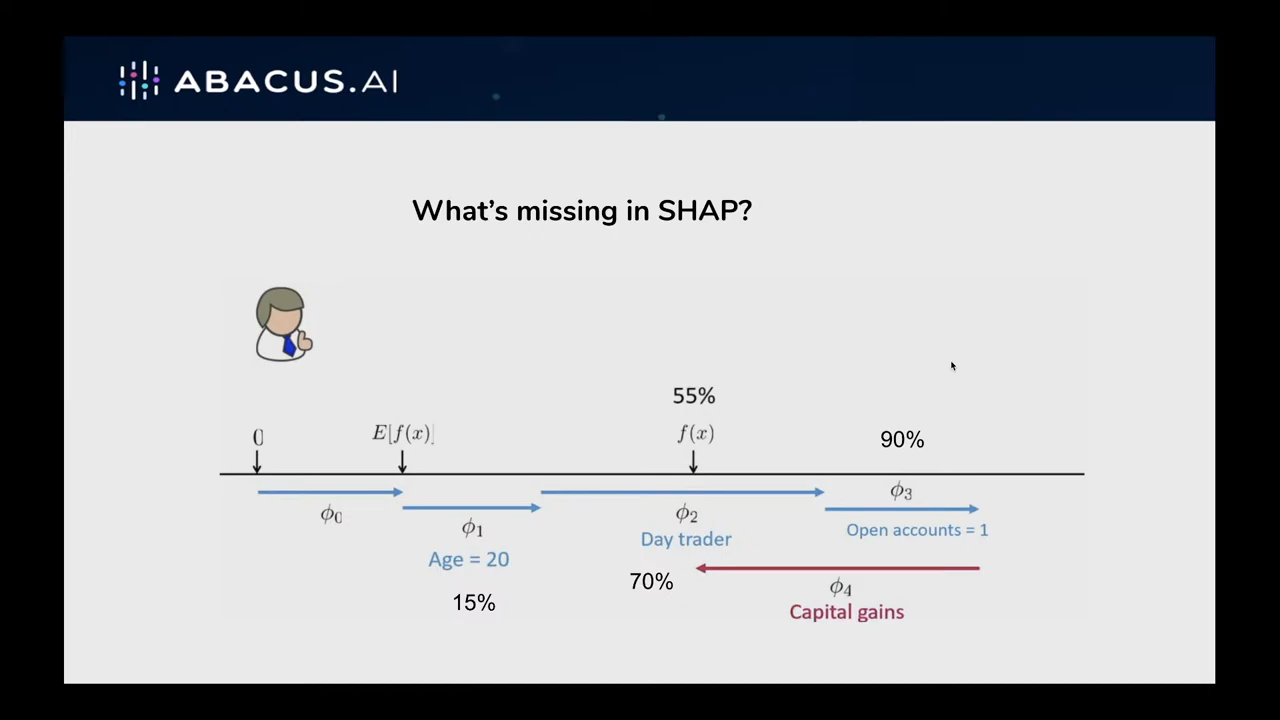 ABACUS.AI
What's missing in SHAP?
55%
0
E[f(x)]
f(x)
90%
ϕ0
ϕ1
ϕ2
ϕ3
Age = 20
Day trader
Open accounts = 1
15%
70%
ϕ4
Capital gains